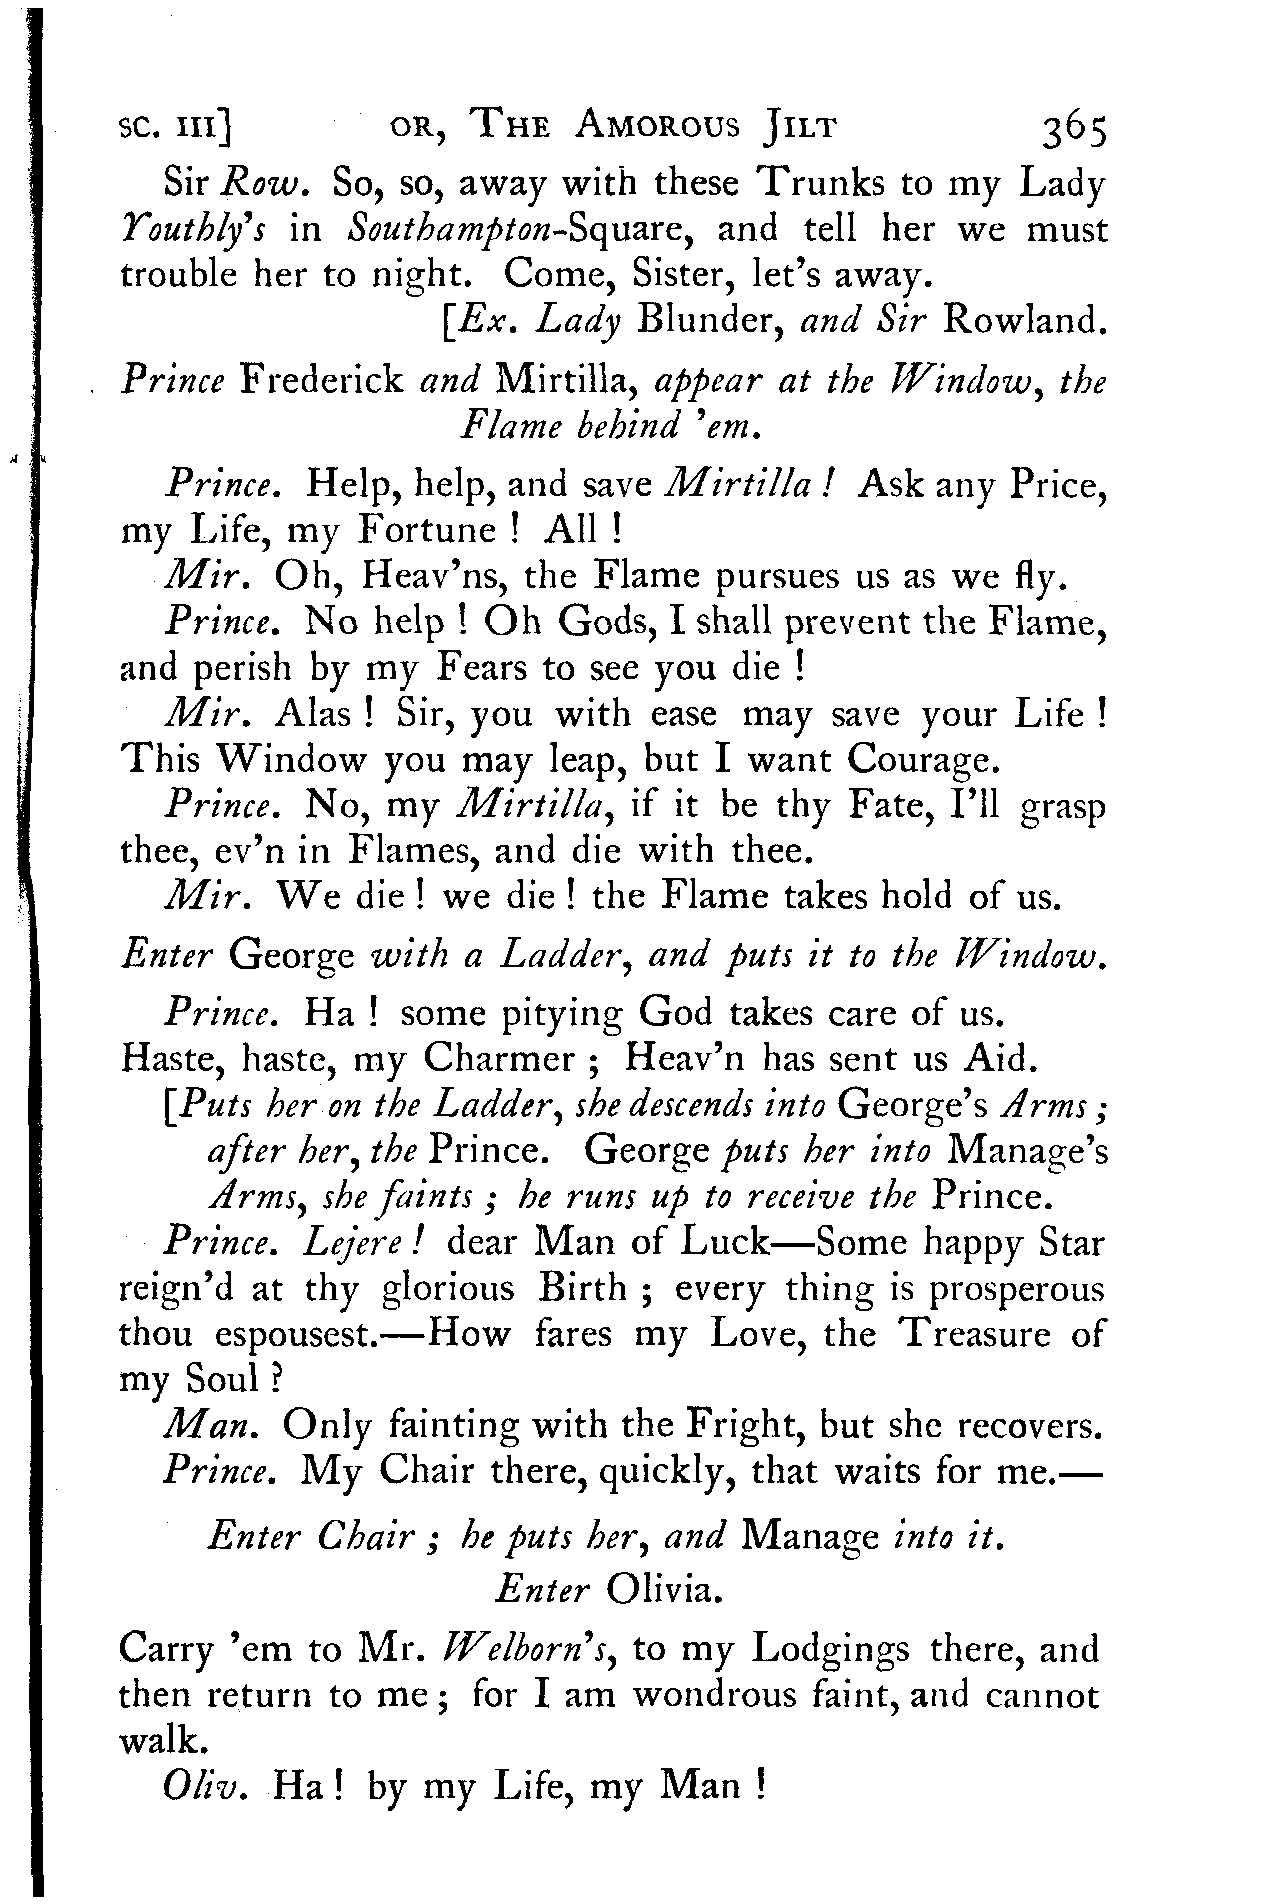 SC. III] OR, THE AMOROUS JILT 365
Sir Row. So, so, away with these Trunks to my Lady
Youthly's in Southampton-Square, and tell her we must
trouble her to night. Come, Sister, let's away.
[Ex. Lady Blunder, and Sir Rowland.
Prince Frederick and Mirtilla, appear at the Window, the
Flame behind 'em.
Prince. Help, help, and save Mirtilla ! Ask any Price,
my Life, my Fortune ! All !
Mir. Oh, Heav'ns, the Flame pursues us as we fly.
Prince. No help ! Oh Gods, I shall prevent the Flame,
and perish by my Fears to see you die !
Mir. Alas ! Sir, you with ease may save your Life !
This Window you may leap, but I want Courage.
Prince. No, my Mirtilla, if it be thy Fate, I'll grasp
thee, ev'n in Flames, and die with thee.
Mir. We die ! we die ! the Flame takes hold of us.
Enter George with a Ladder, and puts it to the Window.
Prince. Ha ! some pitying God takes care of us.
Haste, haste, my Charmer ; Heav'n has sent us Aid.
[Puts her on the Ladder, she descends into George's Arms ;
after her, the Prince. George puts her into Manage's
Arms, she faints ; he runs up to receive the Prince.
Prince. Lejere ! dear Man of Luck—Some happy Star
reign'd at thy glorious Birth ; every thing is prosperous
thou espousest.—How fares my Love, the Treasure of
my Soul ?
Man. Only fainting with the Fright, but she recovers.
Prince. My Chair there, quickly, that waits for me.—
Enter Chair ; he puts her, and Manage into it.
Enter Olivia.
Carry 'em to Mr. Welborn's, to my Lodgings there, and
then return to me ; for I am wondrous faint, and cannot
walk.
Oliv. Ha ! by my Life, my Man !